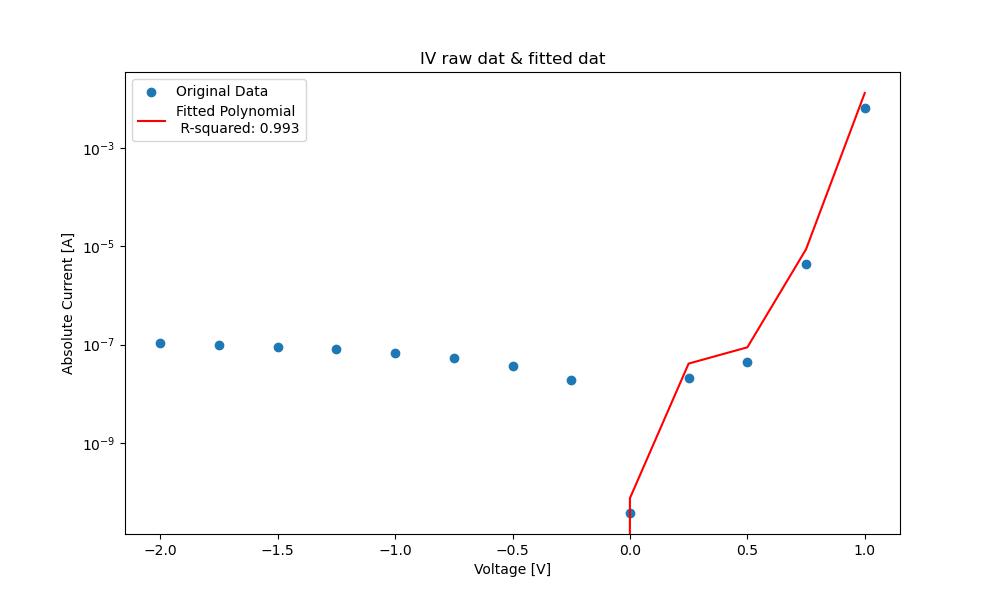 IV raw dat & fitted dat
Original Data
Fitted Polynomial
R-squared: 0.993
Absolute Current [A]
10⁻³
10⁻⁵
10⁻⁷
10⁻⁹
−2.0 −1.5 −1.0 −0.5 0.0 0.5 1.0
Voltage [V]